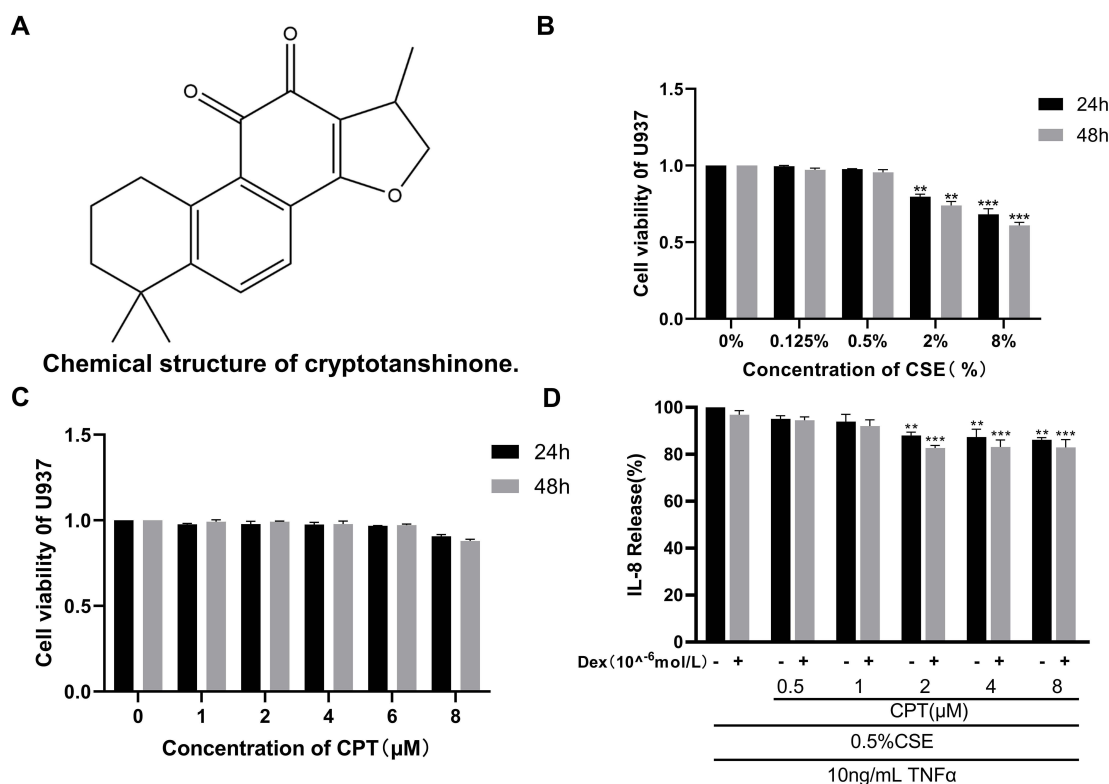 A
O
O
O
Chemical structure of cryptotanshinone.
B
Cell viability 0f U937
1.5
1.0
0.5
0.0
** ** *** ***
0% 0.125% 0.5% 2% 8%
Concentration of CSE( %)
24h
48h
C
Cell viability 0f U937
1.5
1.0
0.5
0.0
0 1 2 4 6 8
Concentration of CPT(μM)
24h
48h
D
IL-8 Release(%)
100
80
60
40
20
0
** *** ** *** ** ***
Dex(10^-6mol/L) - + - + - + - + - + - +
0.5 1 2 4 8
CPT(μM)
0.5%CSE
10ng/mL TNFα